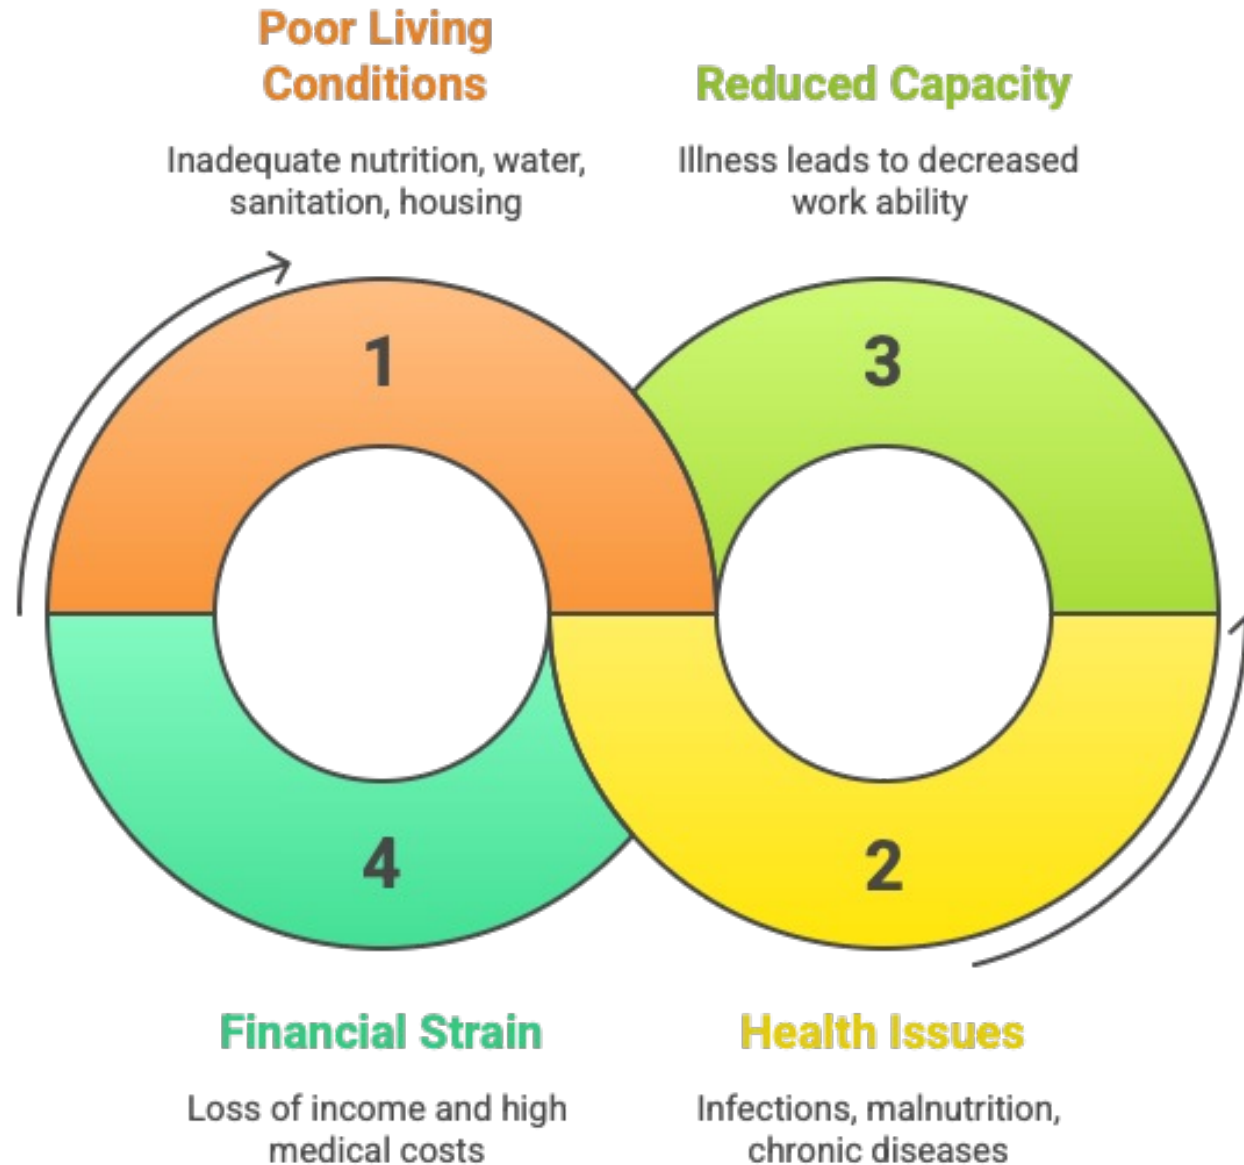 Poor Living
Conditions
Inadequate nutrition, water,
sanitation, housing
Reduced Capacity
Illness leads to decreased
work ability
1
3
4
2
Financial Strain
Loss of income and high
medical costs
Health Issues
Infections, malnutrition,
chronic diseases